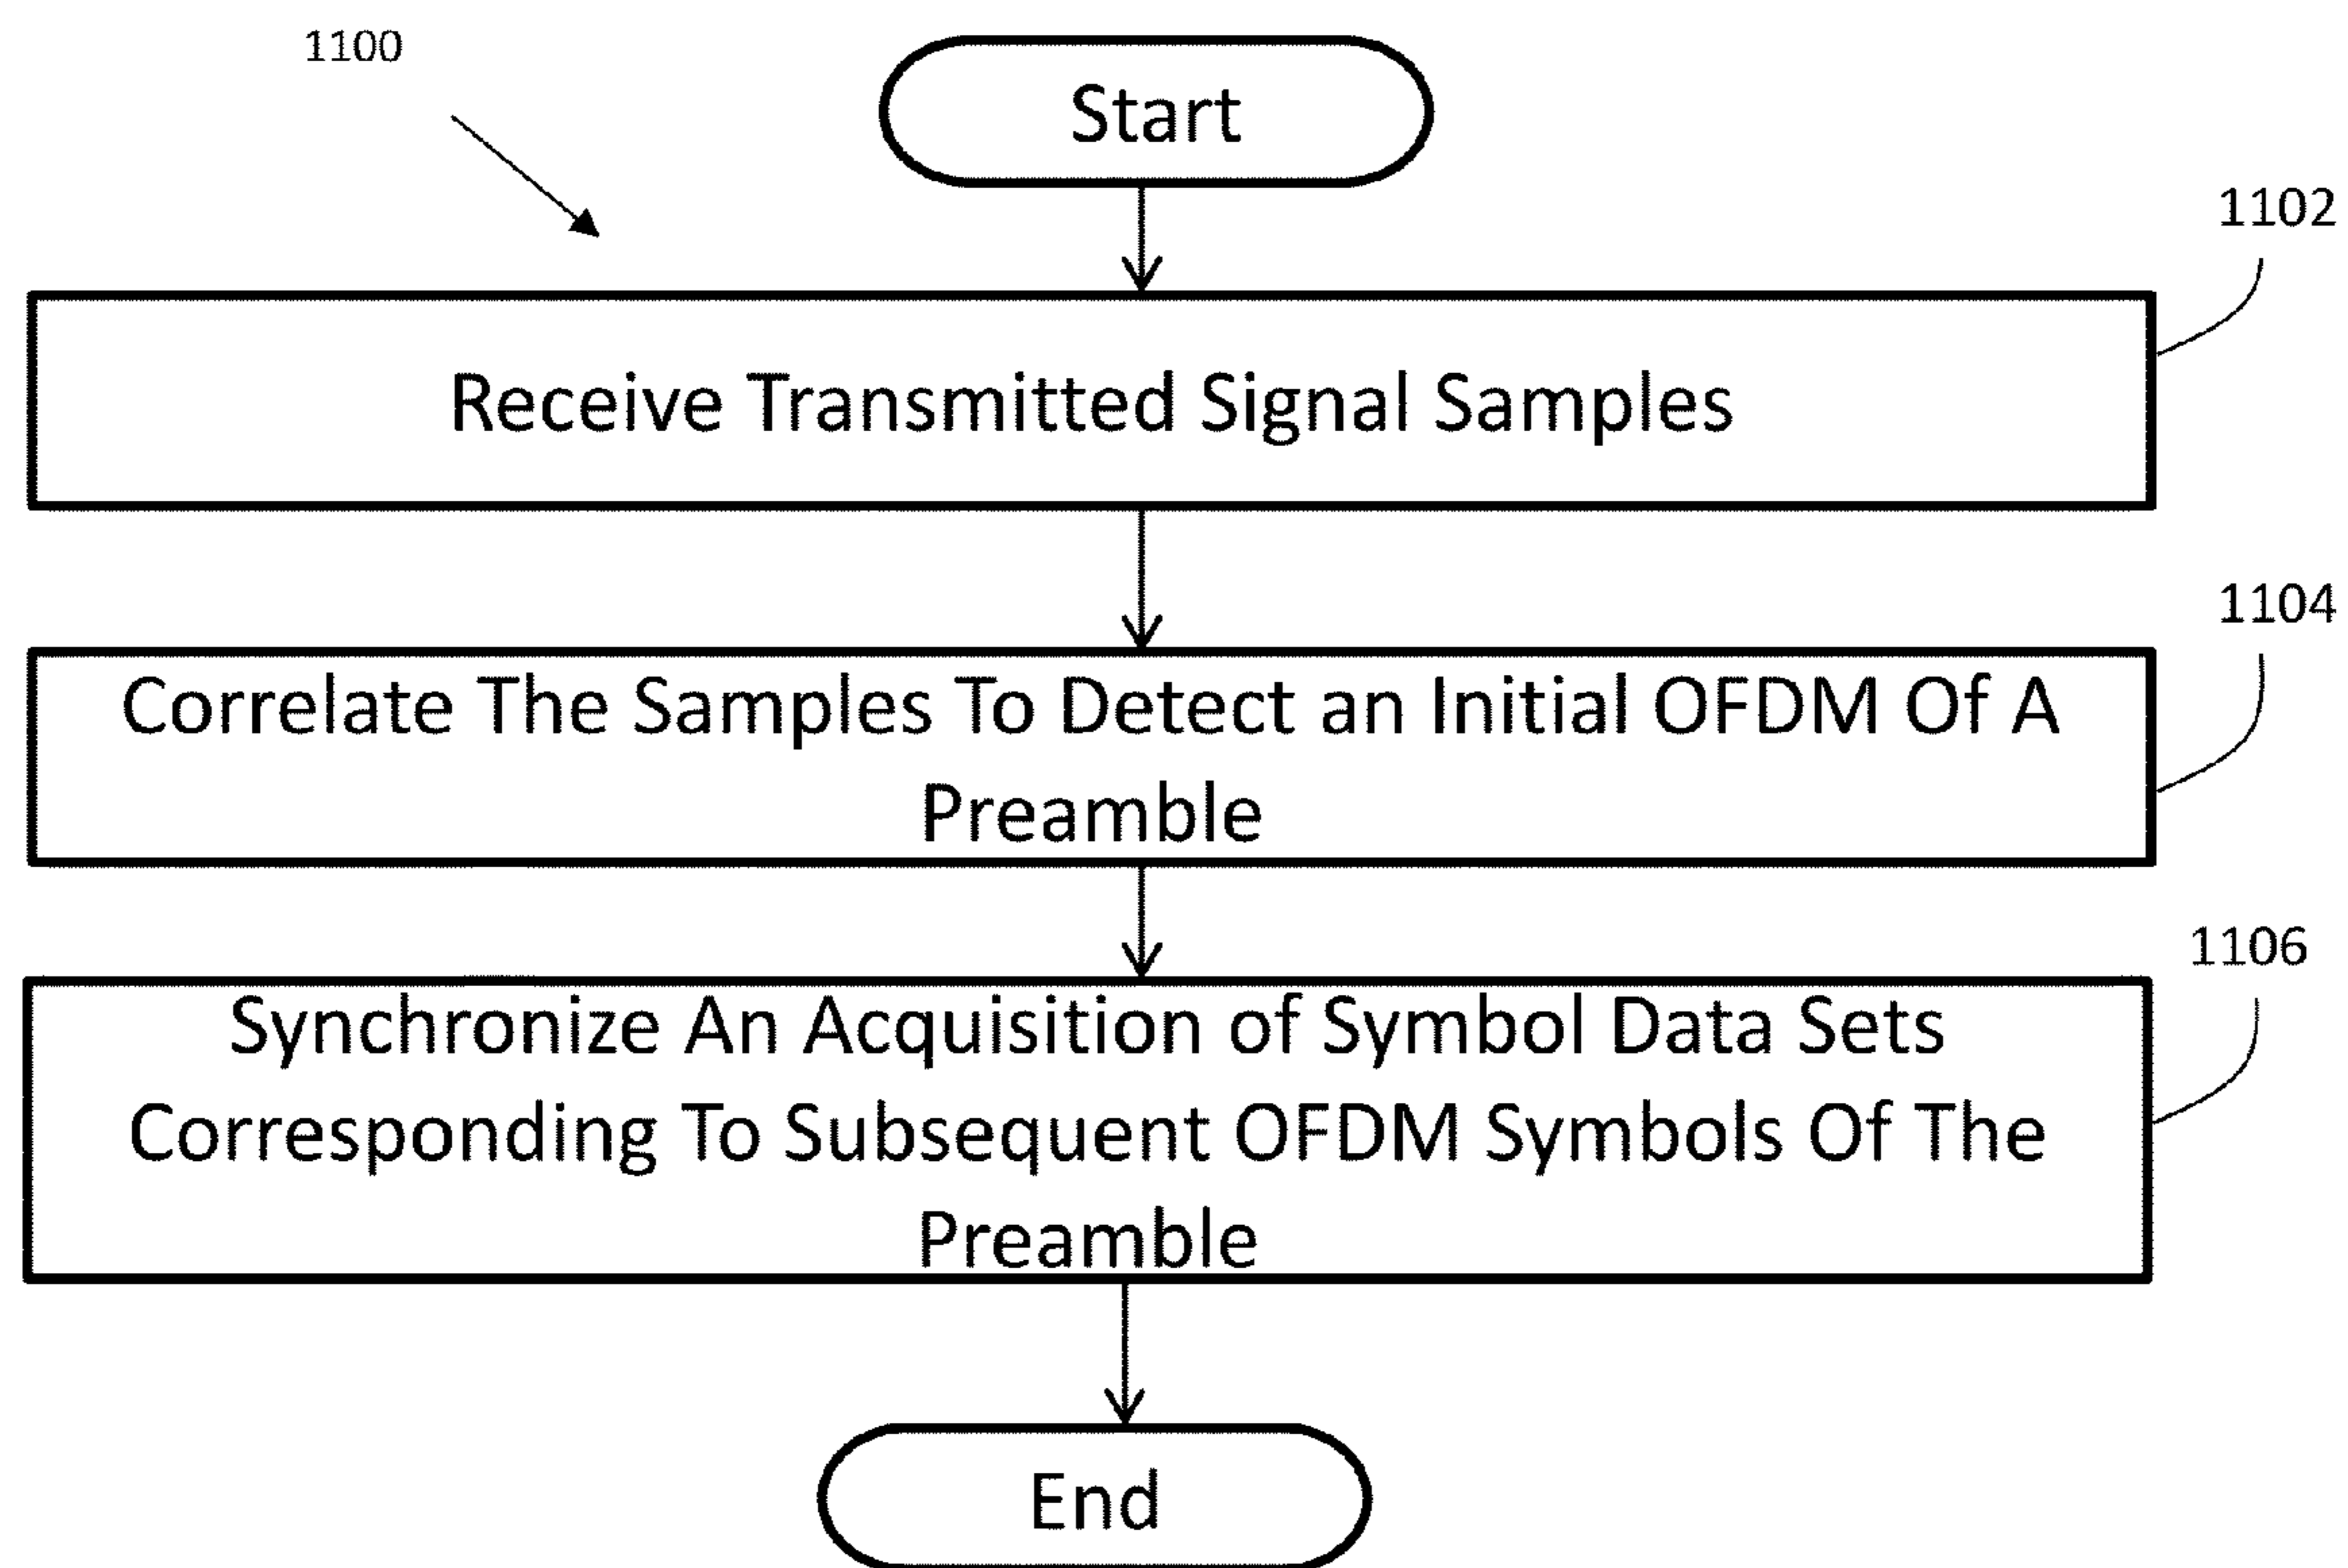 1100
Start
1102
Receive Transmitted Signal Samples
1104
Correlate The Samples To Detect an Initial OFDM Of A
Preamble
1106
Synchronize An Acquisition of Symbol Data Sets
Corresponding To Subsequent OFDM Symbols Of The
Preamble
End